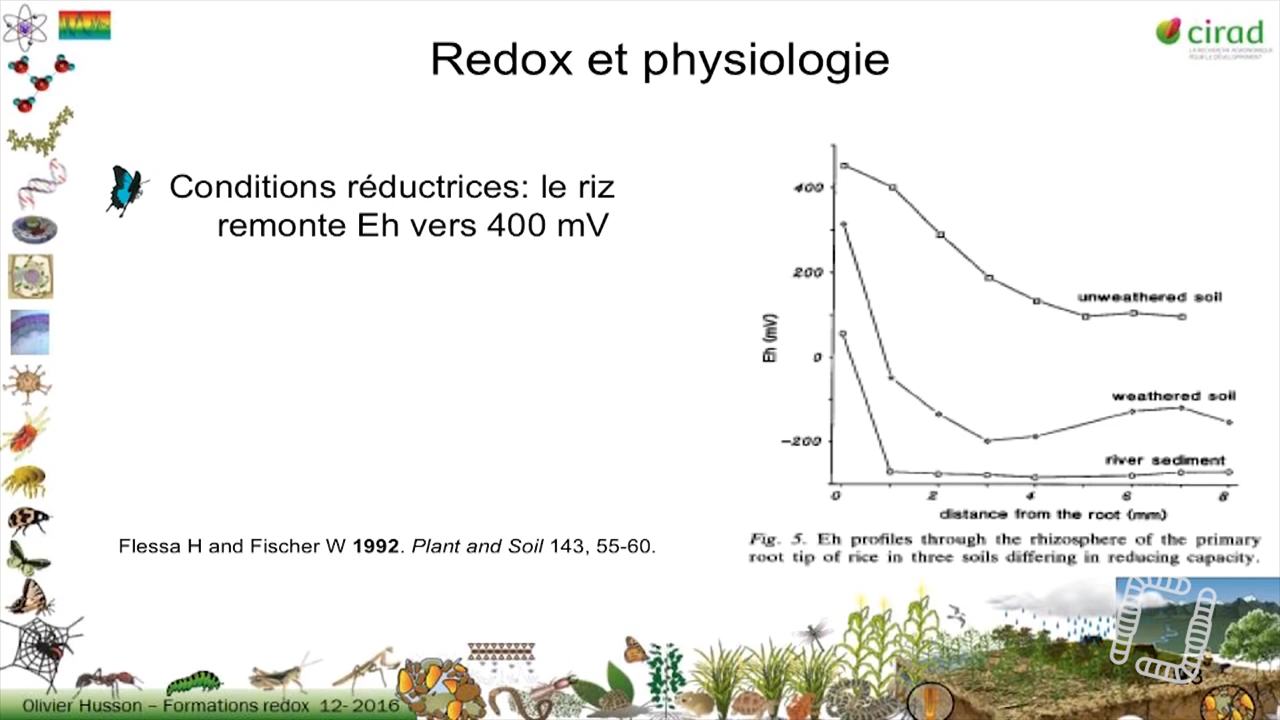 cirad
LA RECHERCHE AGRONOMIQUE
POUR LE DÉVELOPPEMENT
Redox et physiologie
Conditions réductrices: le riz
remonte Eh vers 400 mV
400
200
0
-200
Eh (mV)
unweathered soil
weathered soil
river sediment
0 2 4 6 8
distance from the root (mm)
Fig. 5. Eh profiles through the rhizosphere of the primary
root tip of rice in three soils differing in reducing capacity.
Flessa H and Fischer W 1992. Plant and Soil 143, 55-60.
Olivier Husson – Formations redox 12- 2016